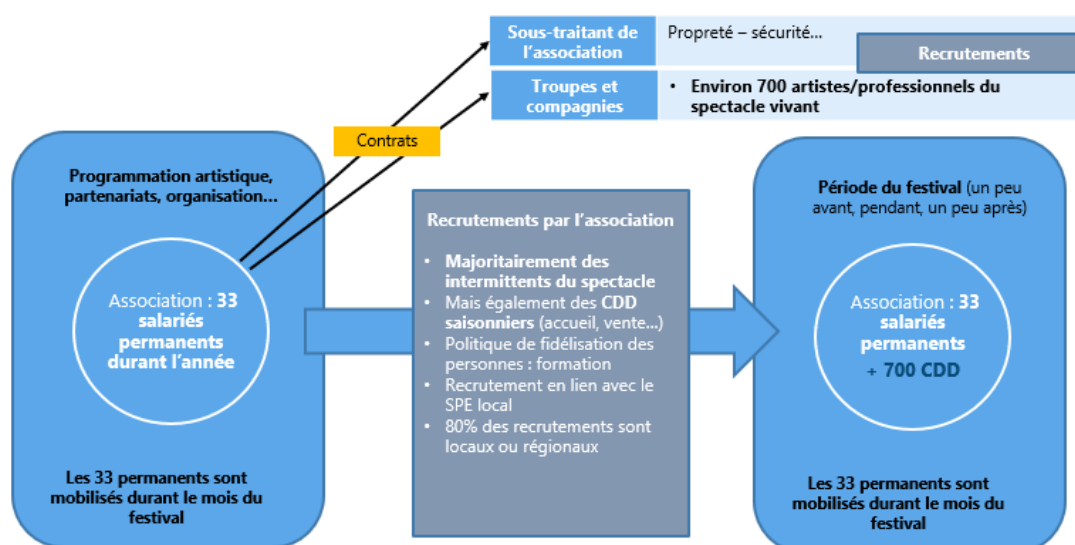 Sous-traitant de
l'association
Propreté – sécurité...
Recrutements
Troupes et
compagnies
• Environ 700 artistes/professionnels du
spectacle vivant
Contrats
Programmation artistique,
partenariats, organisation...
Association : 33
salariés
permanents
durant l'année
Les 33 permanents sont
mobilisés durant le mois du
festival
Recrutements par l'association
• Majoritairement des
intermittents du spectacle
• Mais également des CDD
saisonniers (accueil, vente...)
• Politique de fidélisation des
personnes : formation
• Recrutement en lien avec le
SPE local
• 80% des recrutements sont
locaux ou régionaux
Période du festival (un peu
avant, pendant, un peu après)
Association : 33
salariés
permanents
+ 700 CDD
Les 33 permanents sont
mobilisés durant le mois du
festival